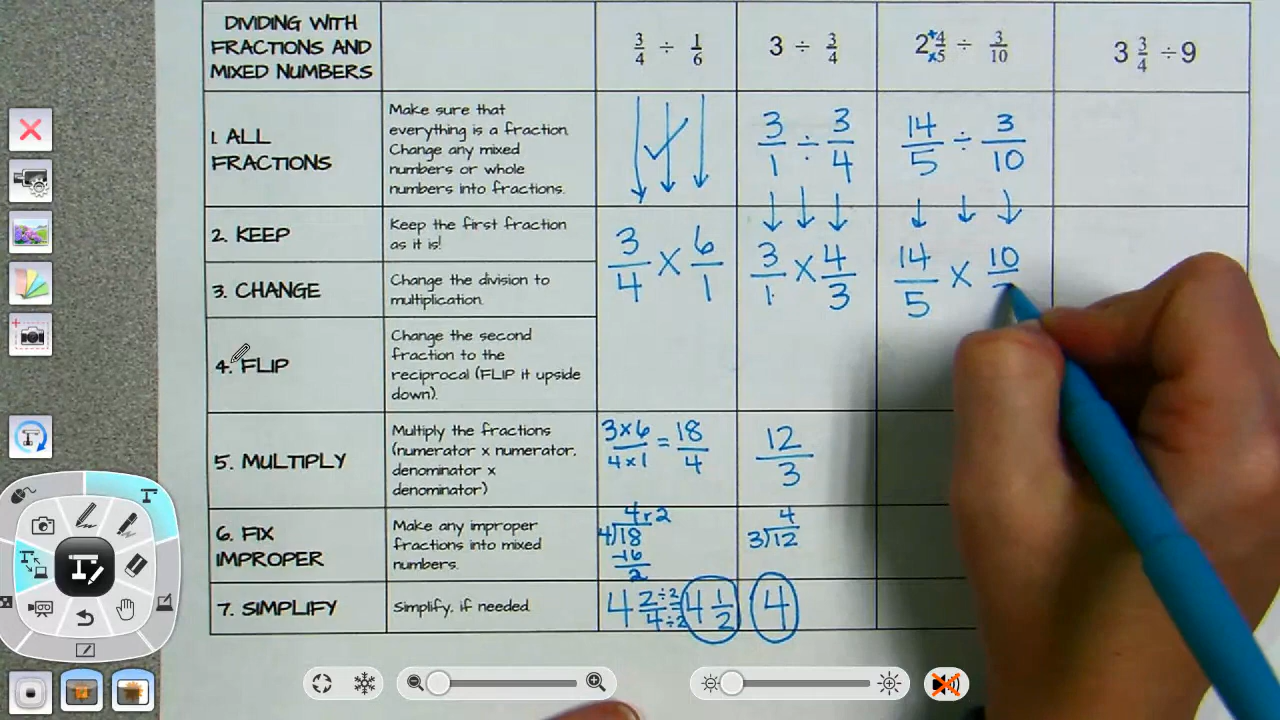 DIVIDING WITH
FRACTIONS AND
MIXED NUMBERS
3/4 ÷ 1/6
3 ÷ 3/4
2 +4/x5 ÷ 3/10
3 3/4 ÷ 9
1. ALL
FRACTIONS
Make sure that
everything is a fraction.
Change any mixed
numbers or whole
numbers into fractions.
3/1 ÷ 3/4
14/5 ÷ 3/10
2. KEEP
Keep the first fraction
as it is!
3/4 x 6/1
3/1 x 4/3
14/5 x 10/
3. CHANGE
Change the division to
multiplication.
4. FLIP
Change the second
fraction to the
reciprocal (FLIP it upside
down).
5. MULTIPLY
Multiply the fractions
(numerator x numerator,
denominator x
denominator)
3x6/4x1 = 18/4
12/3
6. FIX
IMPROPER
Make any improper
fractions into mixed
numbers.
4r2
4)18
-16
2
4
3)12
7. SIMPLIFY
Simplify, if needed.
4 2÷2/4÷2 = 4 1/2
4